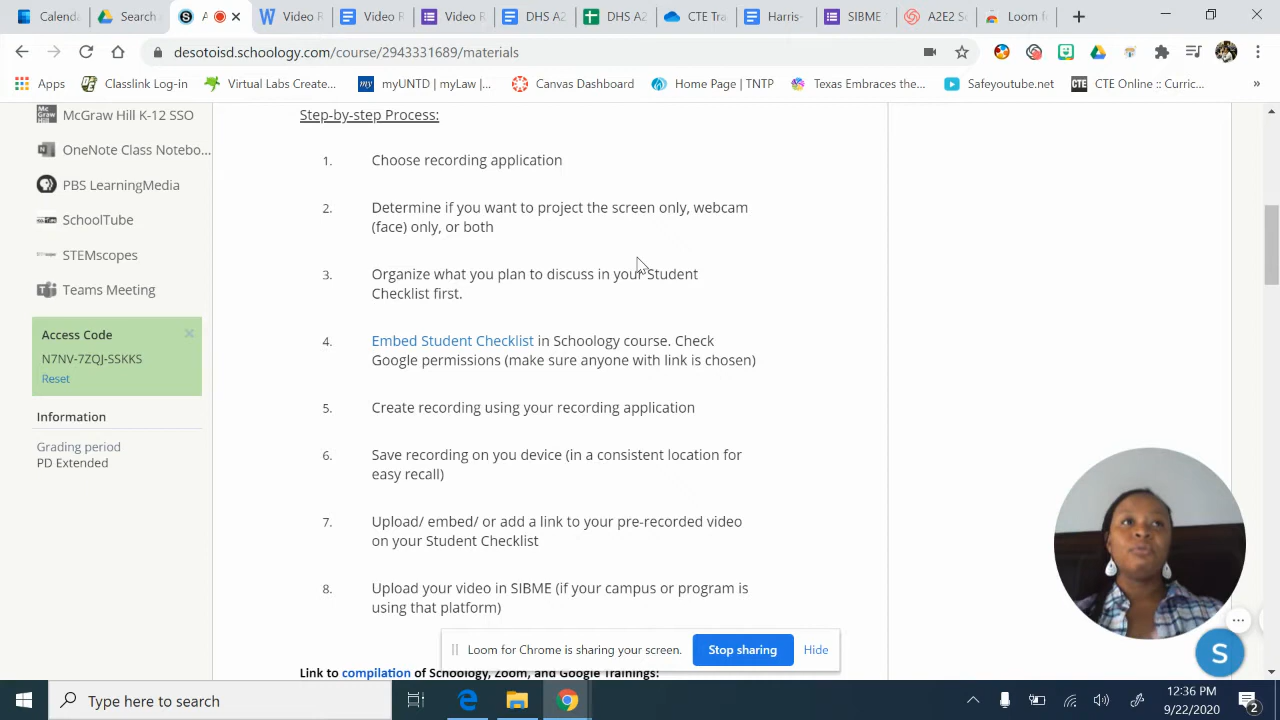 Calenda
Search
A
Video R
Video R
Video R
DHS A2
DHS A2
CTE Tra
Harris-
SIBME
A2E2 Se
Loom f
desotoisd.schoology.com/course/2943331689/materials
Apps
Classlink Log-in
Virtual Labs Create...
my
myUNTD | myLaw |...
Canvas Dashboard
Home Page | TNTP
Texas Embraces the...
Safeyoutube.net
CTE
CTE Online :: Curric...
»
McGraw Hill K-12 SSO
OneNote Class Notebo...
PBS LearningMedia
SchoolTube
STEMscopes
Teams Meeting
Access Code
N7NV-7ZQJ-SSKKS
Reset
Information
Grading period
PD Extended
Step-by-step Process:
1. Choose recording application
2. Determine if you want to project the screen only, webcam
(face) only, or both
3. Organize what you plan to discuss in your Student
Checklist first.
4. Embed Student Checklist in Schoology course. Check
Google permissions (make sure anyone with link is chosen)
5. Create recording using your recording application
6. Save recording on you device (in a consistent location for
easy recall)
7. Upload/ embed/ or add a link to your pre-recorded video
on your Student Checklist
8. Upload your video in SIBME (if your campus or program is
using that platform)
Loom for Chrome is sharing your screen.
Stop sharing
Hide
Link to compilation of Schoology, Zoom, and Google Trainings:
S
Type here to search
12:36 PM
9/22/2020
2